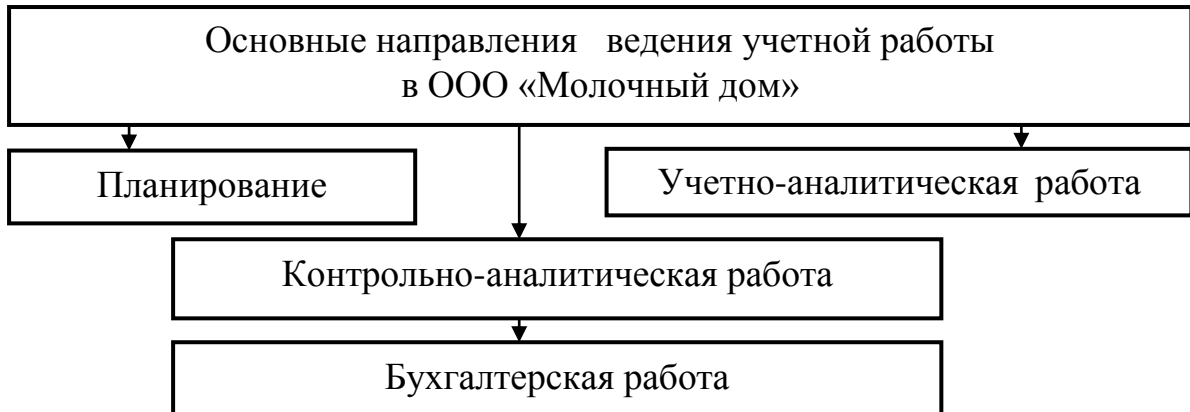 Основные направления ведения учетной работы
в ООО «Молочный дом»
Планирование
Учетно-аналитическая работа
Контрольно-аналитическая работа
Бухгалтерская работа